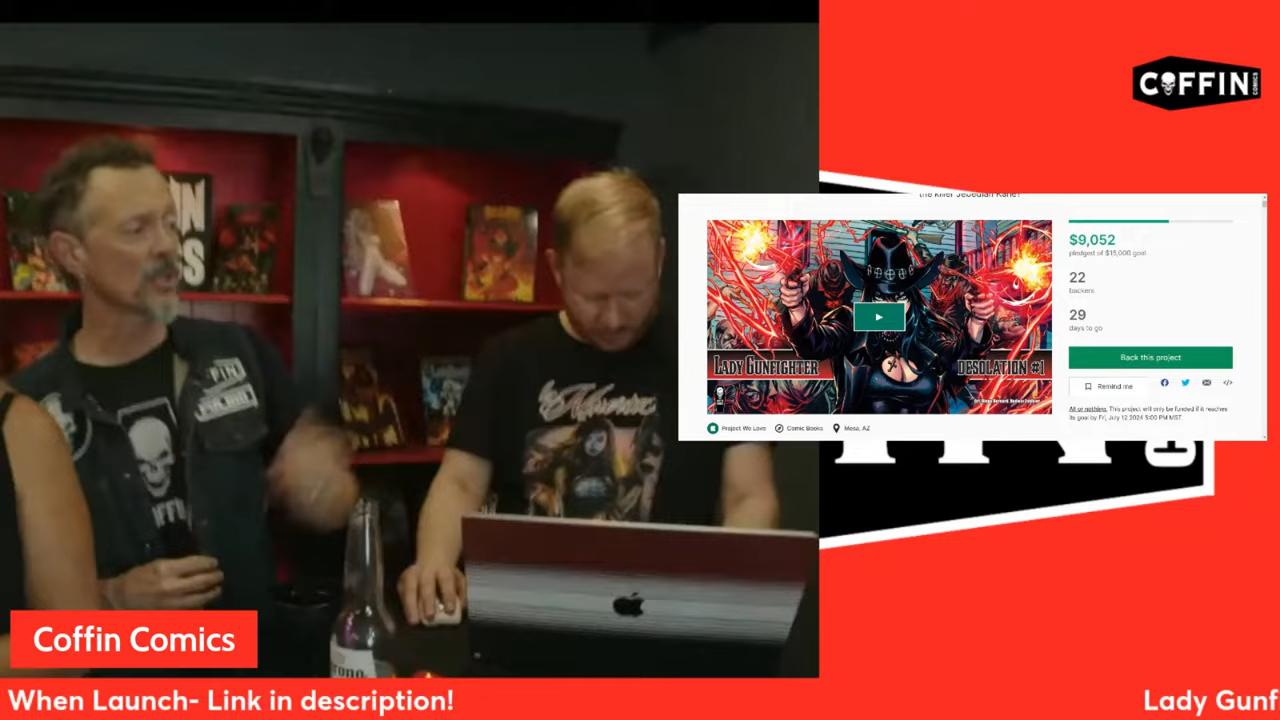 COFFIN
COMICS
the killer Jebediah Kane?
$9,052
pledged of $15,000 goal
22
backers
29
days to go
Back this project
Remind me
All or nothing. This project will only be funded if it reaches
its goal by Fri, July 12 2024 5:00 PM MST.
LADY GUNFIGHTER
DESOLATION #1
Project We Love
Comic Books
Mesa, AZ
Coffin Comics
When Launch- Link in description!
Lady Gunf